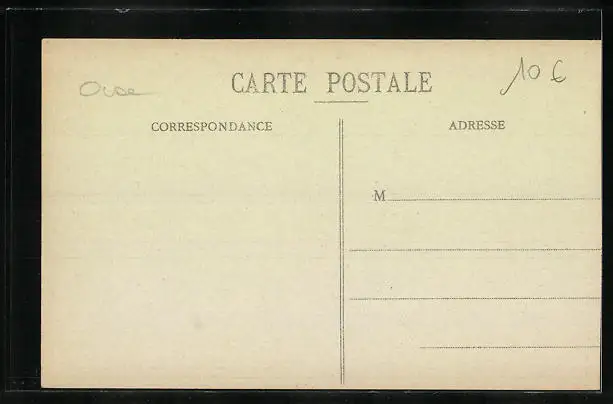 Oise
CARTE POSTALE
10 €
CORRESPONDANCE
ADRESSE
M